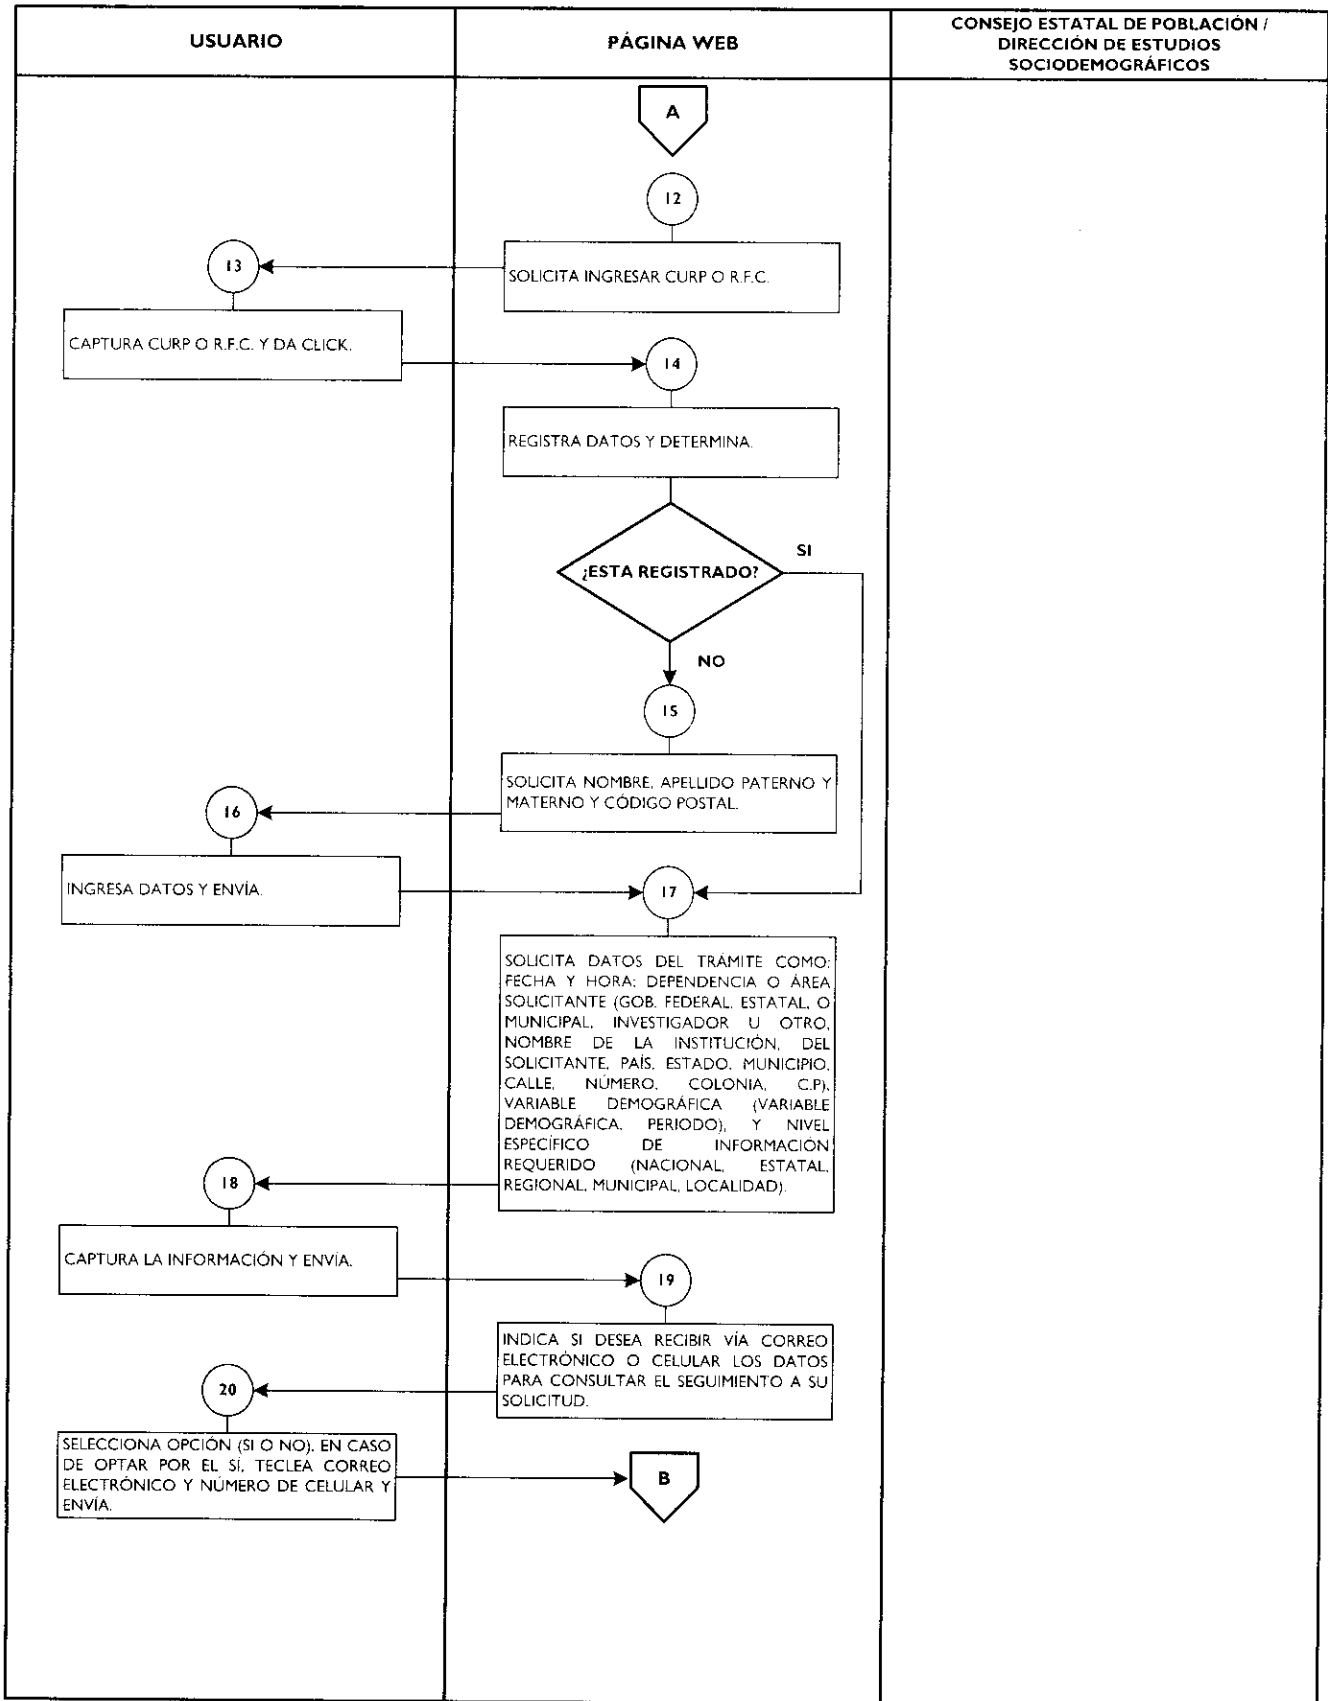 USUARIO
PÁGINA WEB
CONSEJO ESTATAL DE POBLACIÓN /
DIRECCIÓN DE ESTUDIOS
SOCIODEMOGRÁFICOS
A
12
SOLICITA INGRESAR CURP O R.F.C.
13
CAPTURA CURP O R.F.C. Y DA CLICK.
14
REGISTRA DATOS Y DETERMINA.
¿ESTA REGISTRADO?
SI
NO
15
SOLICITA NOMBRE, APELLIDO PATERNO Y
MATERNO Y CÓDIGO POSTAL.
16
INGRESA DATOS Y ENVÍA.
17
SOLICITA DATOS DEL TRÁMITE COMO:
FECHA Y HORA; DEPENDENCIA O ÁREA
SOLICITANTE (GOB. FEDERAL, ESTATAL, O
MUNICIPAL, INVESTIGADOR U OTRO,
NOMBRE DE LA INSTITUCIÓN, DEL
SOLICITANTE, PAÍS, ESTADO, MUNICIPIO,
CALLE, NÚMERO, COLONIA, C.P),
VARIABLE DEMOGRÁFICA (VARIABLE
DEMOGRÁFICA, PERIODO), Y NIVEL
ESPECÍFICO DE INFORMACIÓN
REQUERIDO (NACIONAL, ESTATAL,
REGIONAL, MUNICIPAL, LOCALIDAD).
18
CAPTURA LA INFORMACIÓN Y ENVÍA.
19
INDICA SI DESEA RECIBIR VÍA CORREO
ELECTRÓNICO O CELULAR LOS DATOS
PARA CONSULTAR EL SEGUIMIENTO A SU
SOLICITUD.
20
SELECCIONA OPCIÓN (SI O NO). EN CASO
DE OPTAR POR EL SÍ, TECLEA CORREO
ELECTRÓNICO Y NÚMERO DE CELULAR Y
ENVÍA.
B